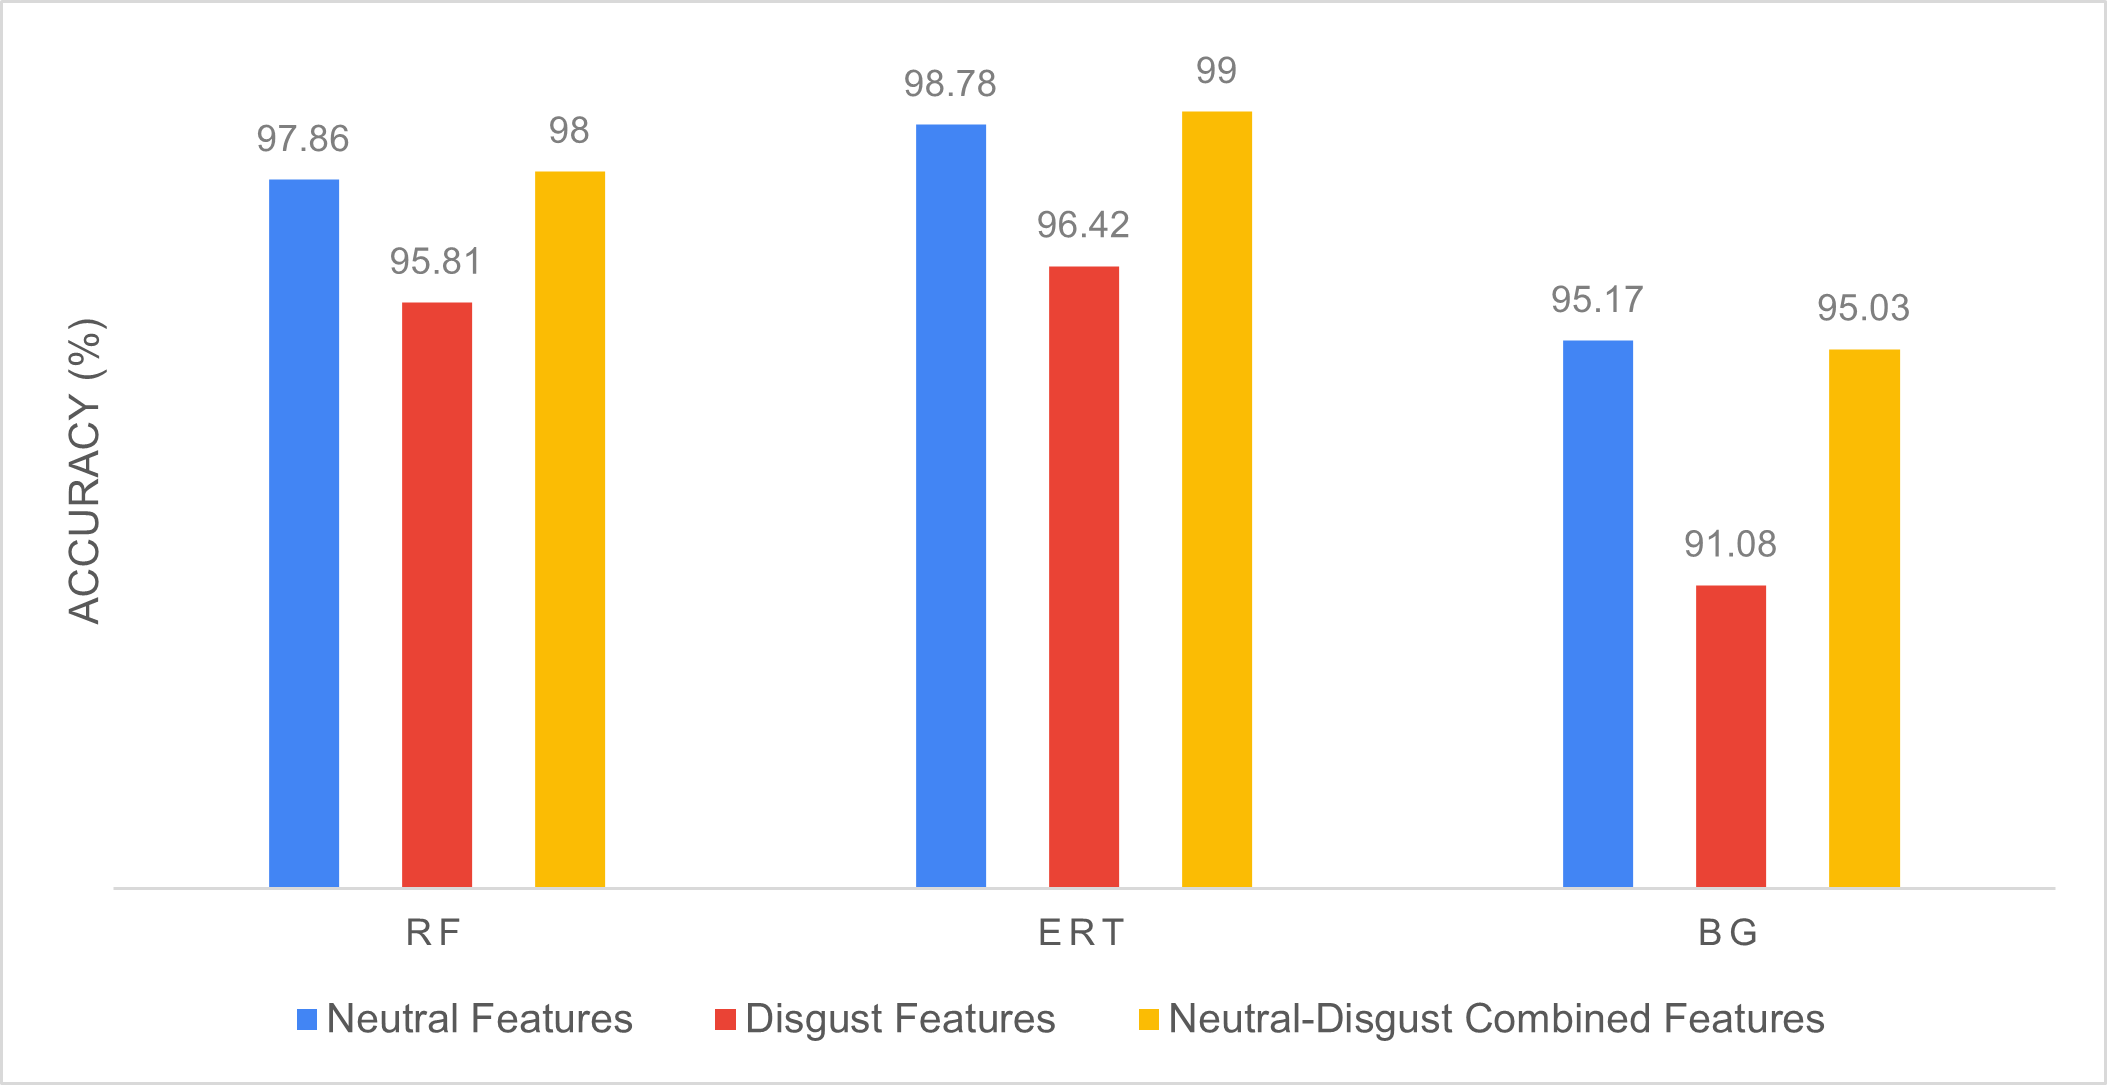 ACCURACY (%)
97.86
95.81
98
98.78
96.42
99
95.17
91.08
95.03
RF
ERT
BG
Neutral Features
Disgust Features
Neutral-Disgust Combined Features